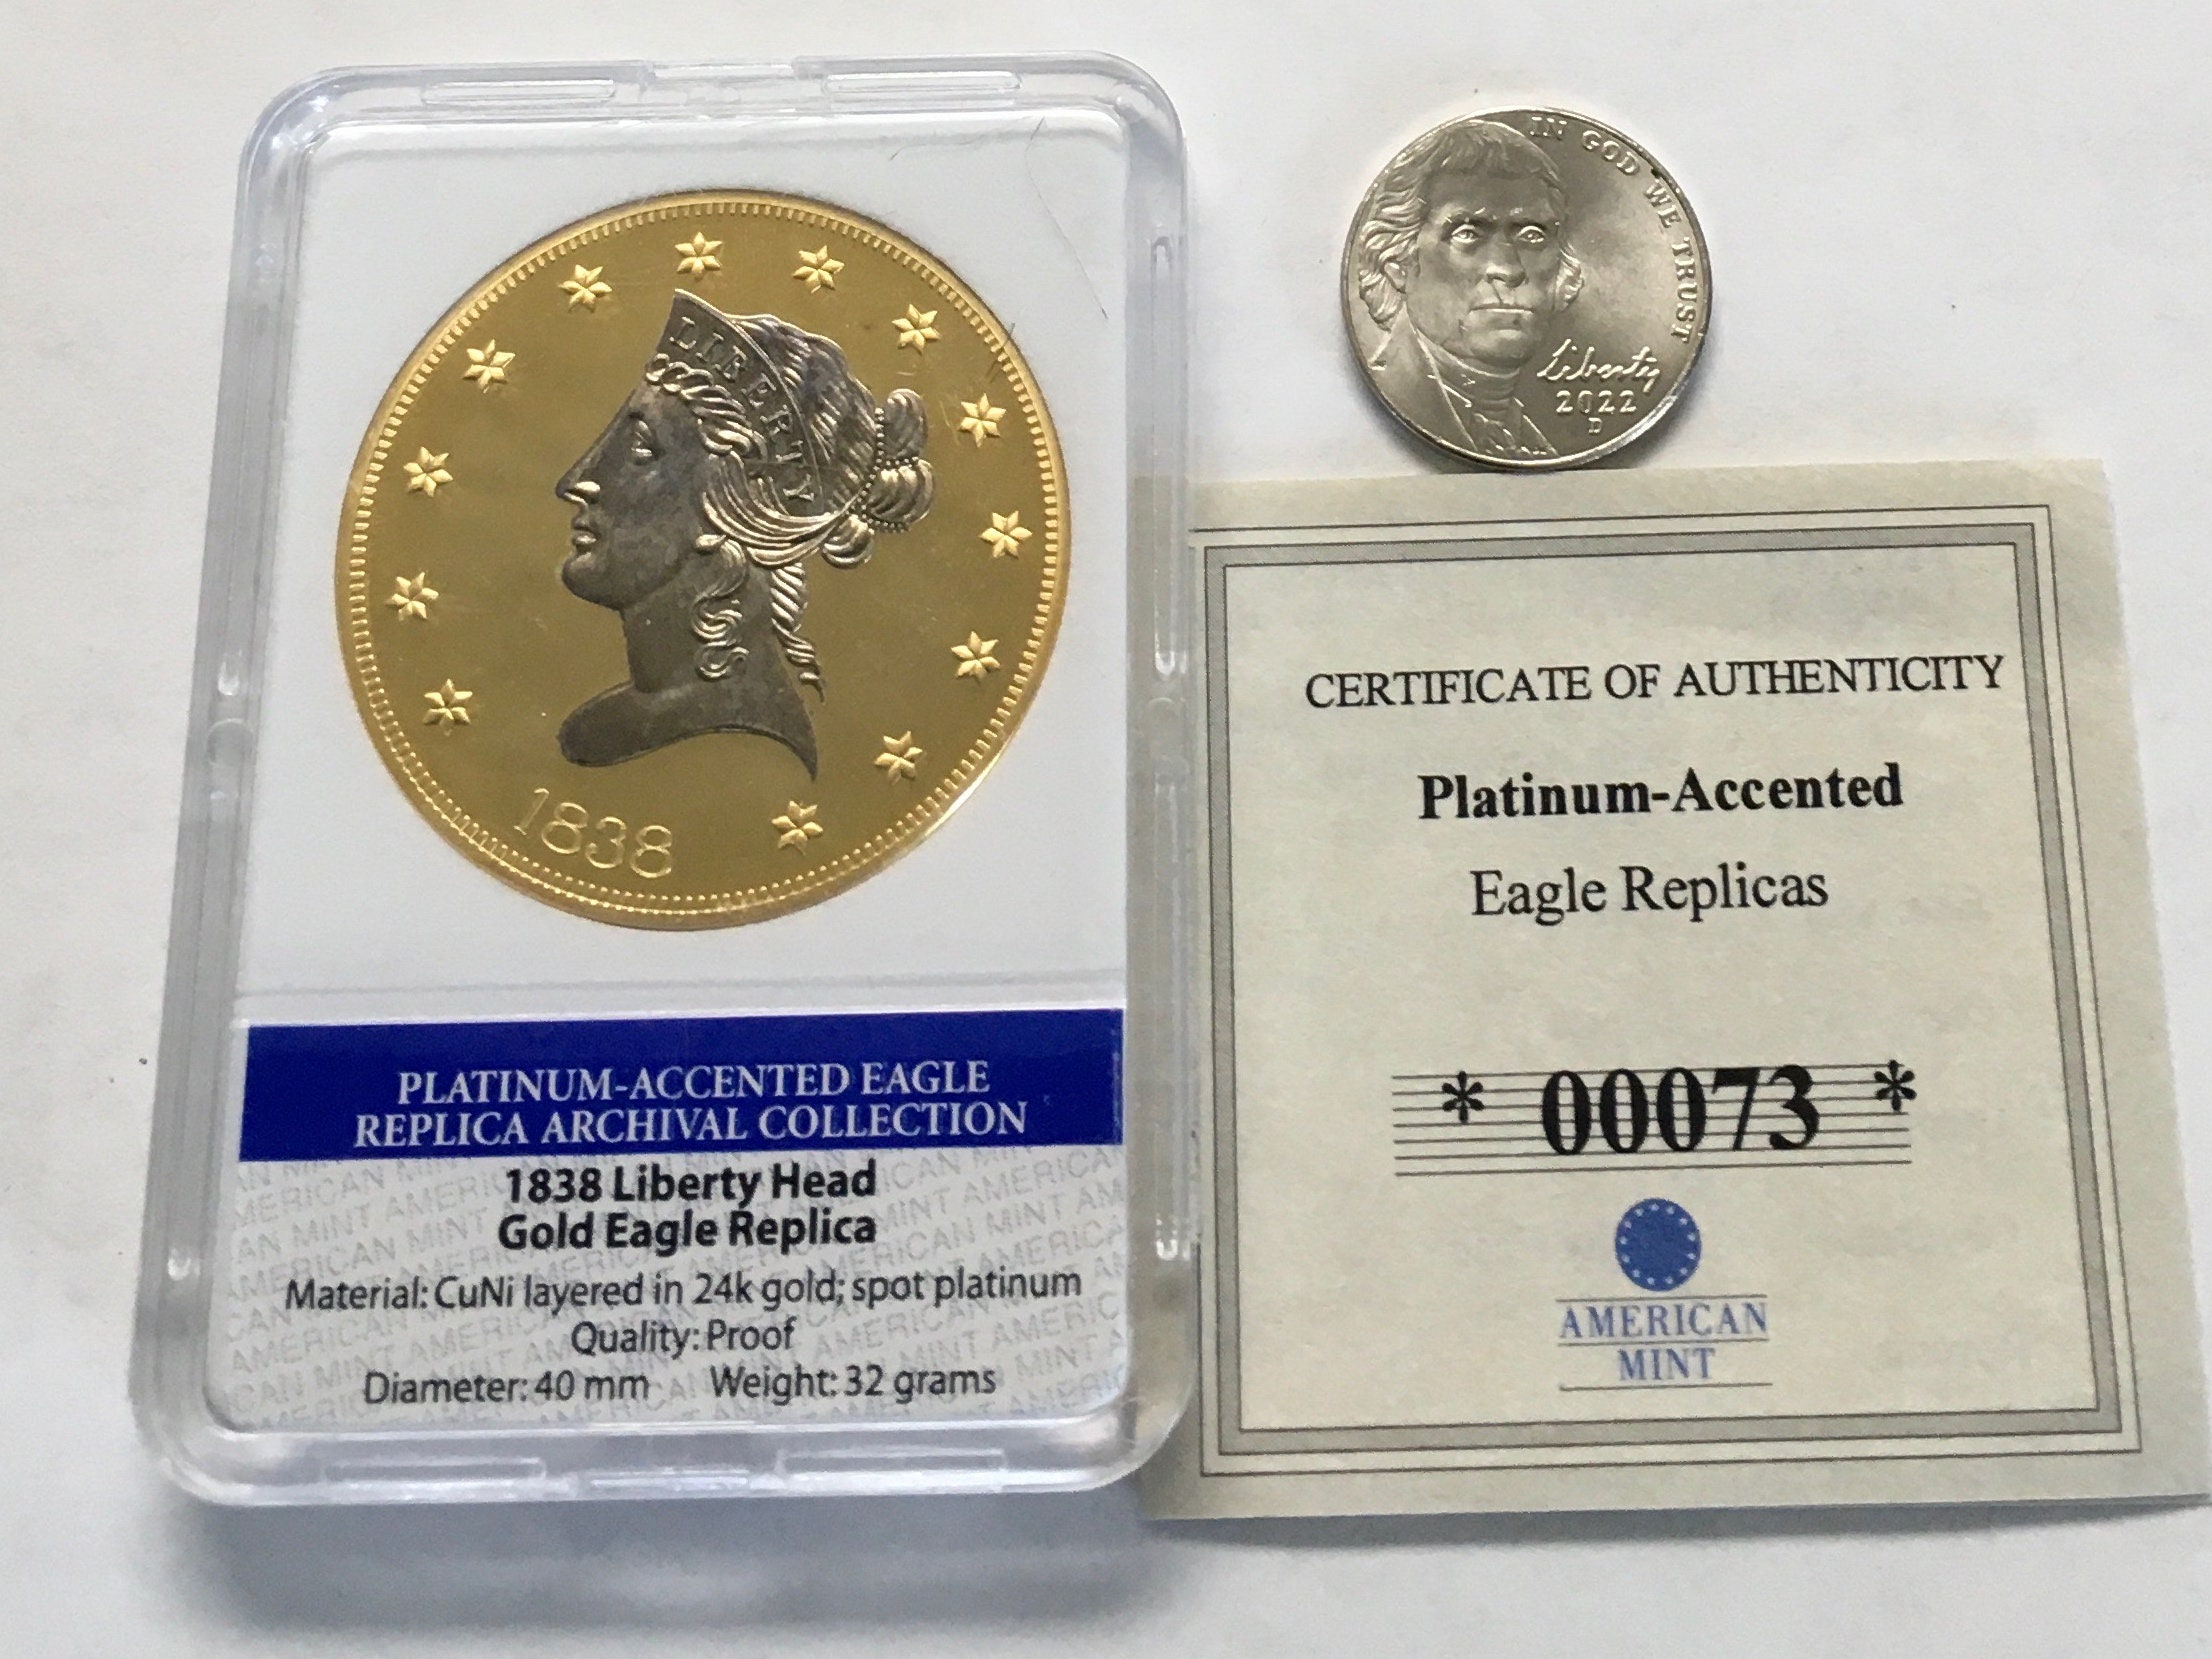 LIBERTY
1838
PLATINUM-ACCENTED EAGLE
REPLICA ARCHIVAL COLLECTION
1838 Liberty Head
Gold Eagle Replica
Material: CuNi layered in 24k gold; spot platinum
Quality: Proof
Diameter: 40 mm Weight: 32 grams
IN GOD WE TRUST
Liberty
2022
D
CERTIFICATE OF AUTHENTICITY
Platinum-Accented
Eagle Replicas
* 00073 *
AMERICAN
MINT